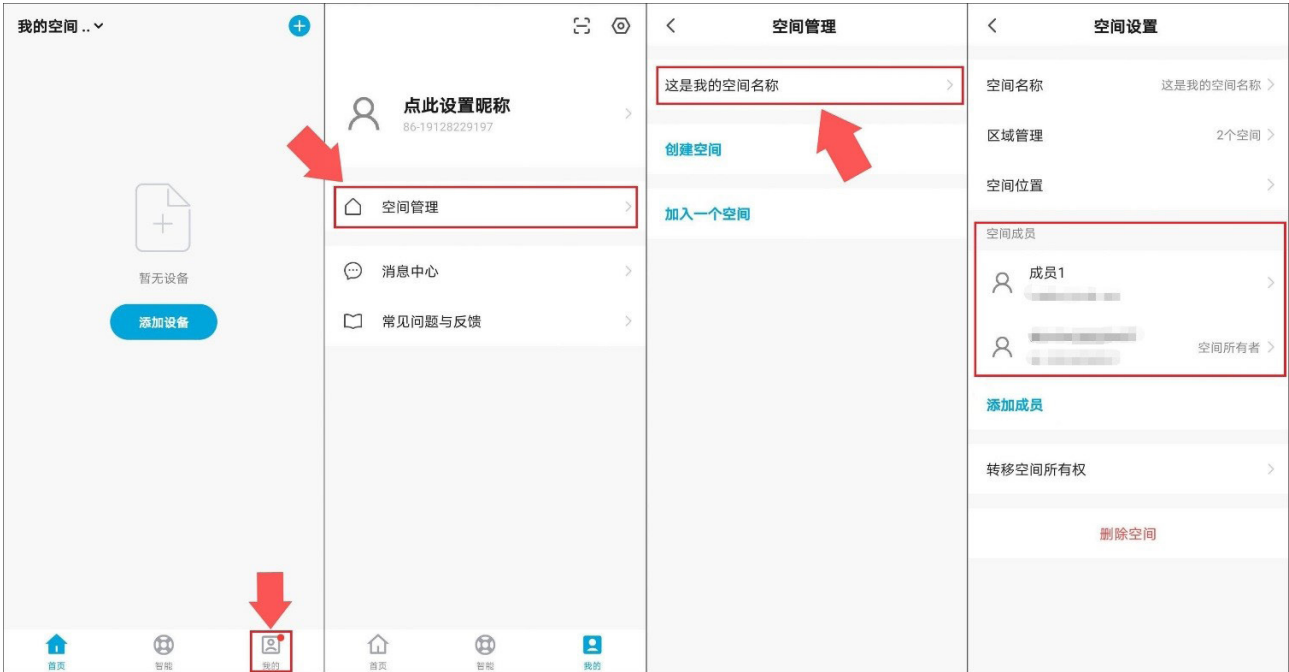 我的空间 ..
暂无设备
添加设备
首页
智能
我的
点此设置昵称
86-19128229197
空间管理
消息中心
常见问题与反馈
首页
智能
我的
空间管理
这是我的空间名称
创建空间
加入一个空间
空间设置
空间名称 这是我的空间名称
区域管理 2个空间
空间位置
空间成员
成员1
空间所有者
添加成员
转移空间所有权
删除空间